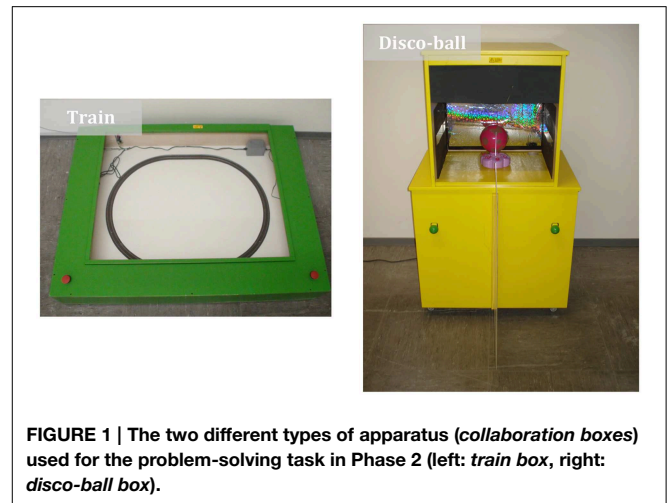 Train
Disco-ball
FIGURE 1 | The two different types of apparatus (collaboration boxes)
used for the problem-solving task in Phase 2 (left: train box, right:
disco-ball box).